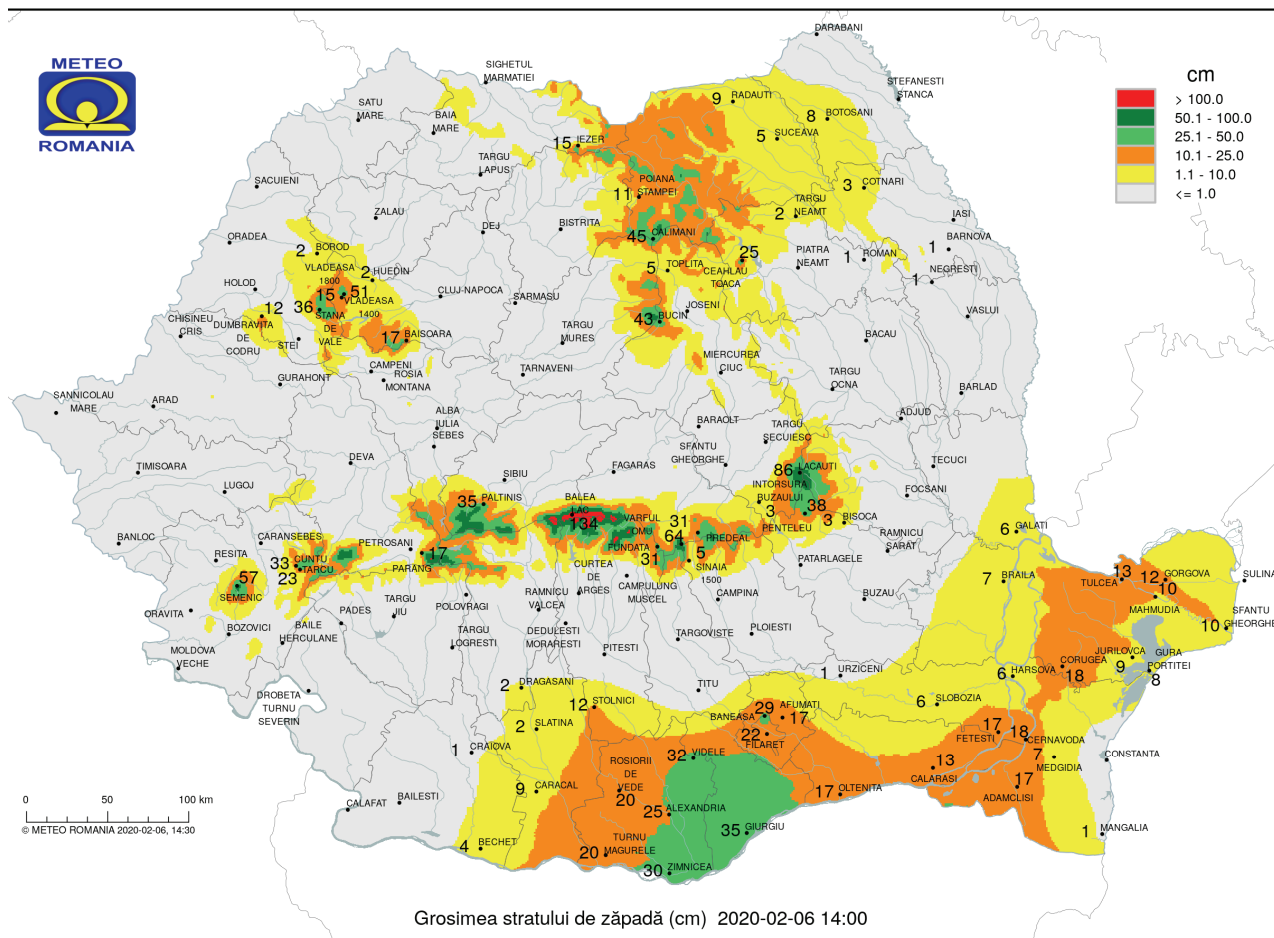 DARABANI
METEO
ROMANIA
cm
> 100.0
50.1 - 100.0
25.1 - 50.0
10.1 - 25.0
1.1 - 10.0
<= 1.0
SIGHETUL
MARMATIEI
STEFANESTI
STANCA
SATU
MARE
BAIA
MARE
9 RADAUTI
8 BOTOSANI
5 SUCEAVA
15 IEZER
TARGU
LAPUS
POIANA
STAMPEI
11
3 COTNARI
SACUIENI
ZALAU
DEJ
BISTRITA
2 TARGU
NEAMT
IASI
ORADEA
45 CALIMANI
1 BARNOVA
2 BOROD
VLADEASA
1800
2 HUEDIN
5 TOPLITA
25
CEAHLAU
TOACA
PIATRA
NEAMT
1 ROMAN
1 NEGRESTI
HOLOD
15 51
VLADEASA
1400
CLUJ-NAPOCA
SARMASU
36
STANA
DE
VALE
12
DUMBRAVITA
DE
CODRU
CHISINEU
CRIS
STEI
17 BAISOARA
TARGU
MURES
43 BUCIN
JOSENI
VASLUI
BACAU
MIERCUREA
CIUC
CAMPENI
ROSIA
MONTANA
GURAHONT
TARNAVENI
TARGU
OCNA
BARLAD
SANNICOLAU
MARE
ARAD
ALBA
IULIA
SEBES
BARAOLT
TARGU
SECUIESC
ADJUD
SFANTU
GHEORGHE
TIMISOARA
DEVA
SIBIU
FAGARAS
86 LACAUTI
TECUCI
LUGOJ
INTORSURA
BUZAULUI
3
FOCSANI
35 PALTINIS
BALEA
LAC
134
VARFUL
OMU
31
64 PREDEAL
38
PENTELEU
3 BISOCA
RAMNICU
SARAT
6 GALATI
BANLOC
CARANSEBES
PETROSANI
FUNDATA
31
5
SINAIA
1500
PATARLAGELE
RESITA
33 CUNTU
TARCU
23
17
PARANG
57
SEMENIC
CURTEA
DE
ARGES
CAMPULUNG
MUSCEL
7 BRAILA
13
TULCEA
12 GORGOVA
10
MAHMUDIA
SULINA
CAMPINA
BUZAU
ORAVITA
PADES
TARGU
JIU
POLOVRAGI
RAMNICU
VALCEA
10 SFANTU
GHEORGHE
BOZOVICI
BAILE
HERCULANE
TARGU
LOGRESTI
DEDULESTI
MORARESTI
PLOIESTI
TARGOVISTE
MOLDOVA
VECHE
PITESTI
JURILOVCA
9
GURA
PORTITEI
8
CORUGEA
18
6 HARSOVA
1 URZICENI
2 DRAGASANI
TITU
DROBETA
TURNU
SEVERIN
12 STOLNICI
6 SLOBOZIA
29
BANEASA
AFUMATI
17
22
FILARET
2 SLATINA
17
FETESTI
18
CERNAVODA
1 CRAIOVA
32 VIDELE
7
MEDGIDIA
CONSTANTA
ROSIORII
DE
VEDE
20
13
CALARASI
9 CARACAL
17 OLTENITA
17
ADAMCLISI
CALAFAT
BAILESTI
25 ALEXANDRIA
35 GIURGIU
1 MANGALIA
4 BECHET
TURNU
MAGURELE
20
30 ZIMNICEA
0 50 100 km
© METEO ROMANIA 2020-02-06, 14:30
Grosimea stratului de zăpadă (cm) 2020-02-06 14:00